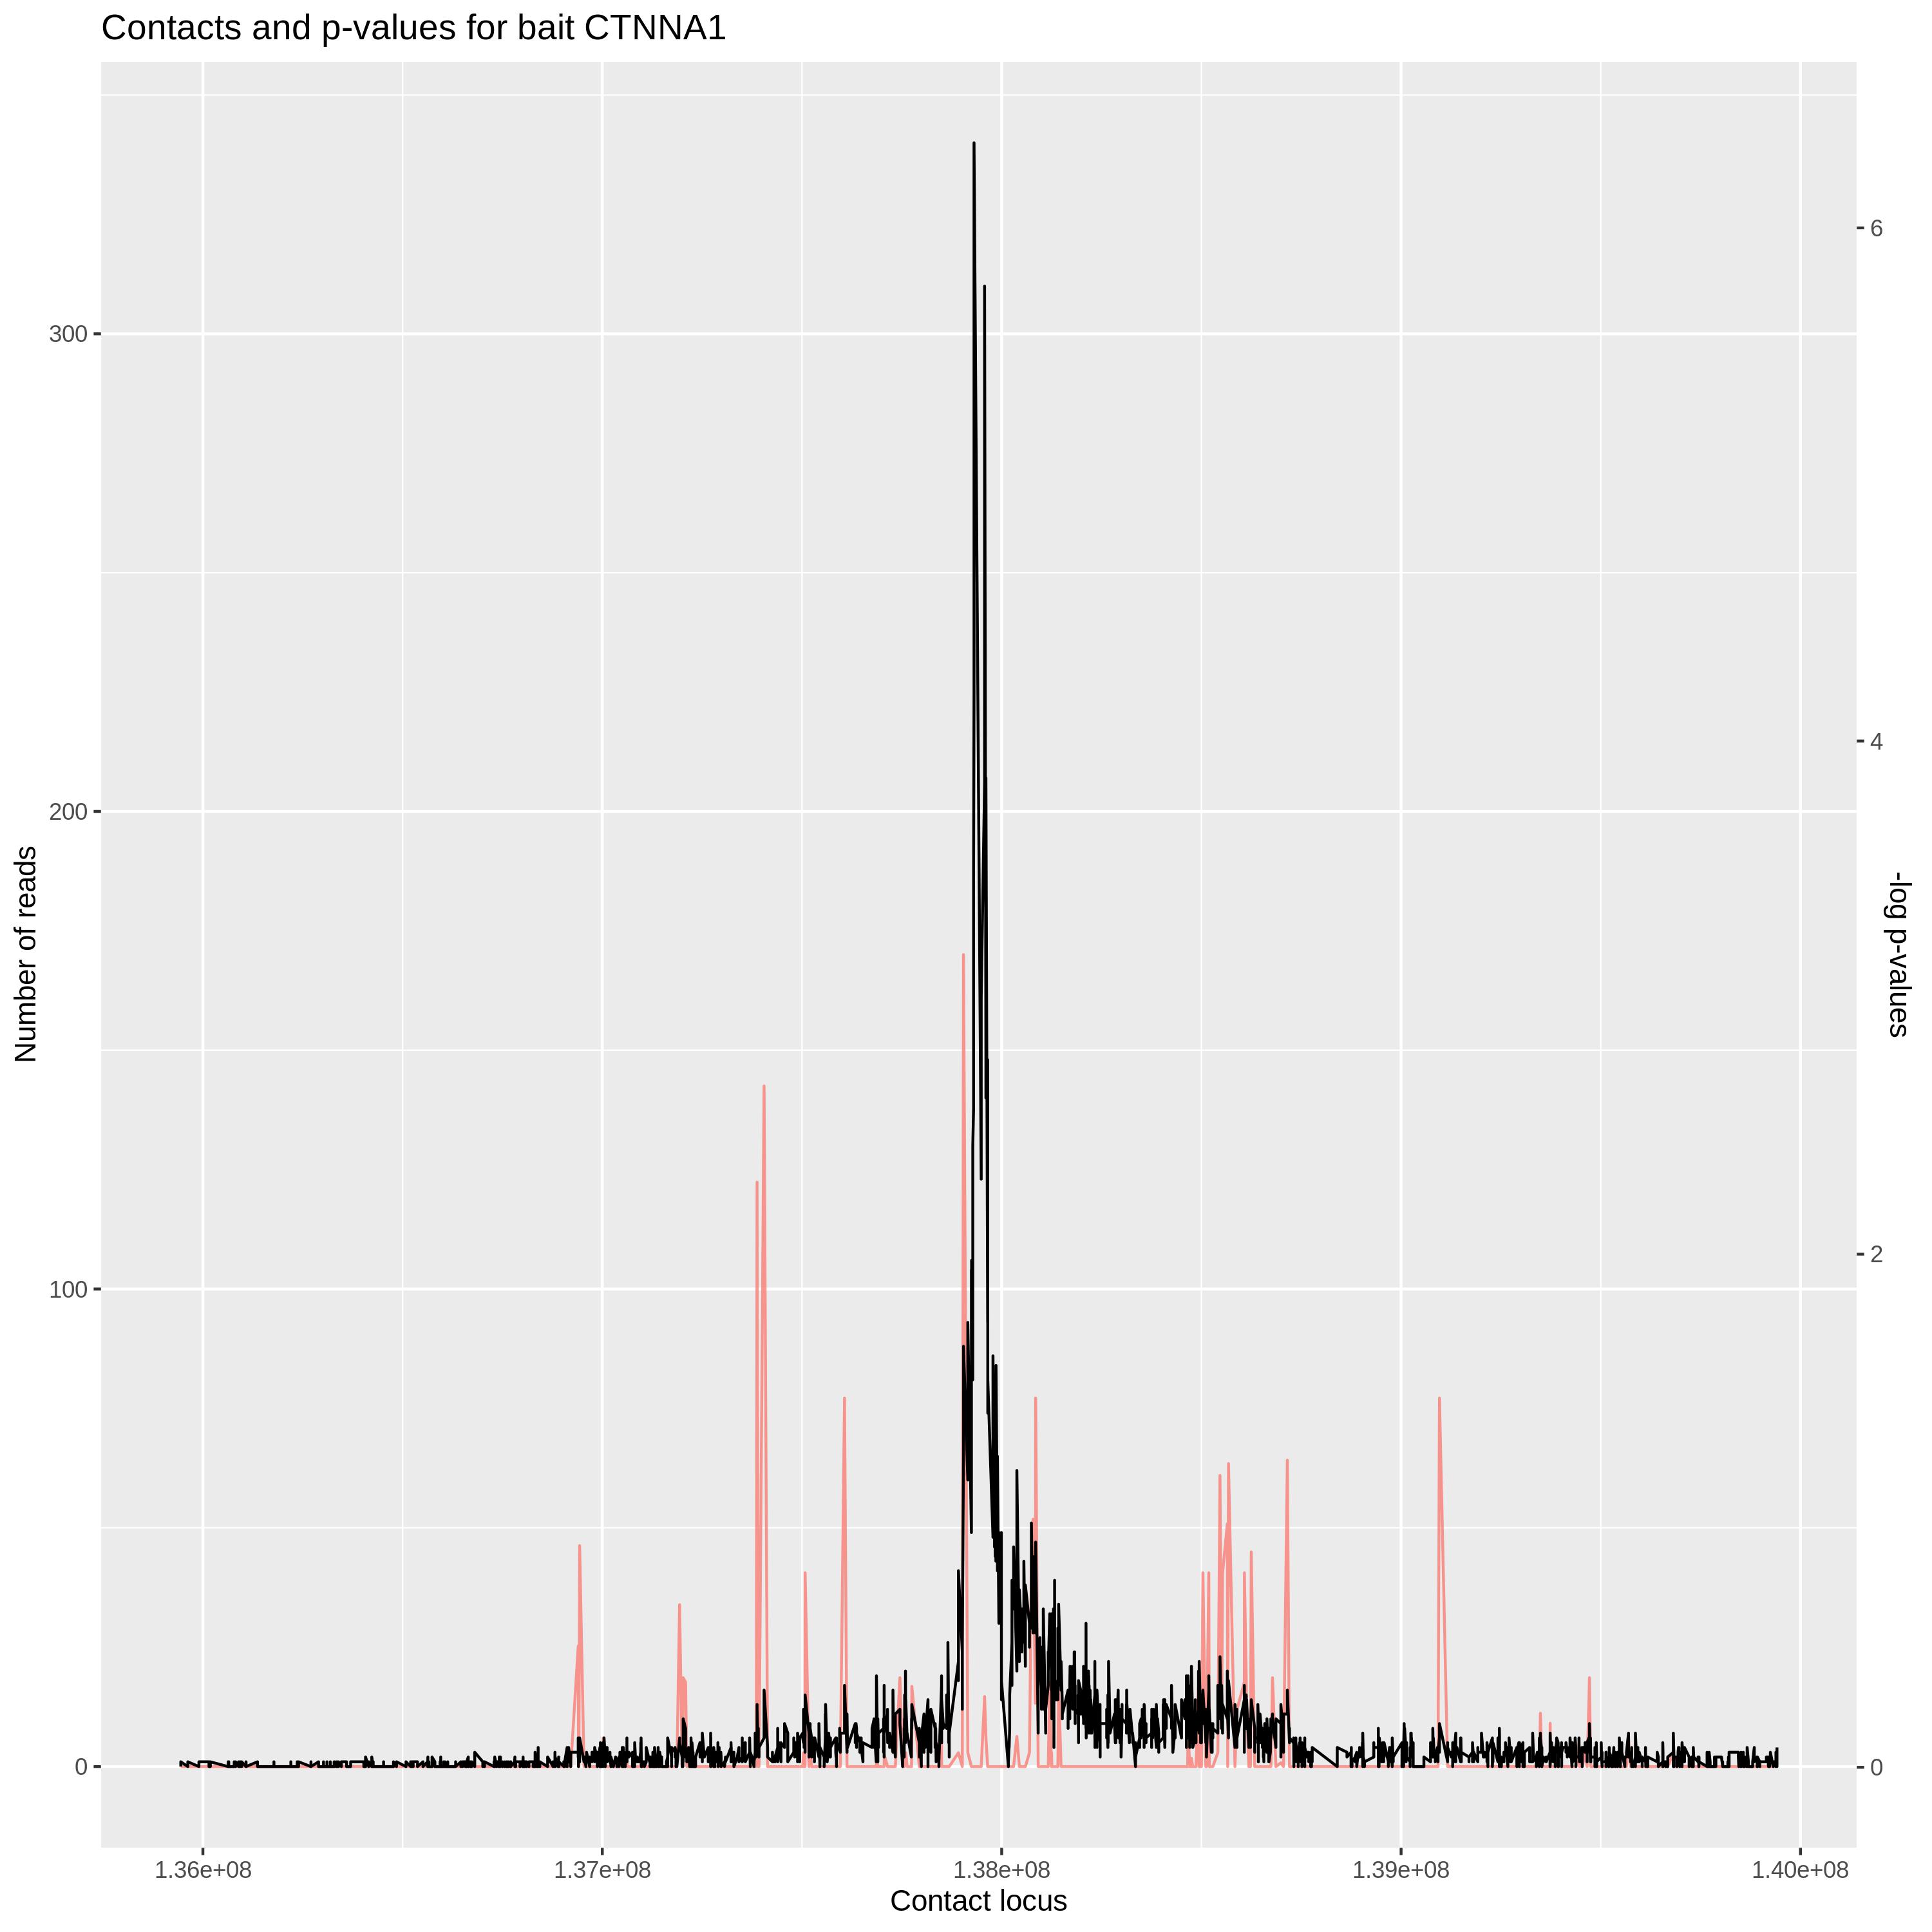 Contacts and p-values for bait CTNNA1
Number of reads
300
200
100
0
6
4
2
0
-log p-values
1.36e+08 1.37e+08 1.38e+08 1.39e+08 1.40e+08
Contact locus